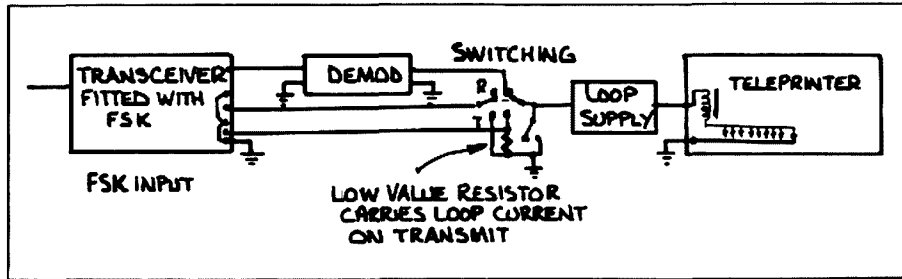 SWITCHING
TRANSCEIVER
FITTED WITH
FSK
DEMOD
R
T
LOOP
SUPPLY
TELEPRINTER
FSK INPUT
LOW VALUE RESISTOR
CARRIES LOOP CURRENT
ON TRANSMIT